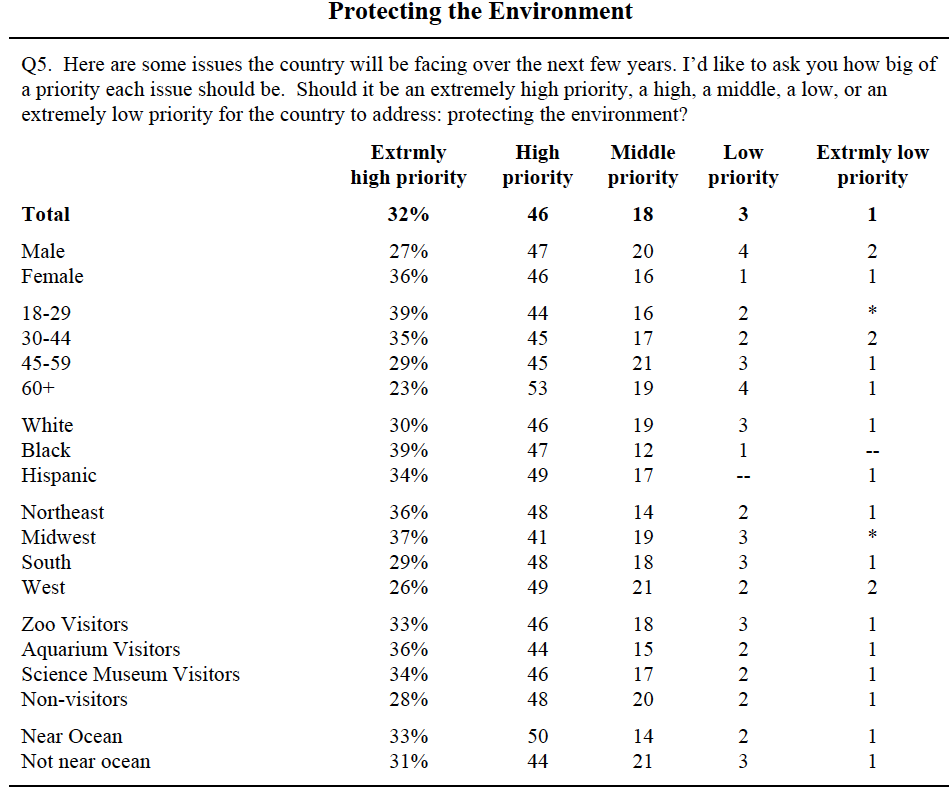 Protecting the Environment
Q5.  Here are some issues the country will be facing over the next few years. I’d like to ask you how big of
a priority each issue should be.  Should it be an extremely high priority, a high, a middle, a low, or an
extremely low priority for the country to address: protecting the environment?
Extrmly High Middle Low Extrmly low
high priority priority priority priority priority
Total 32% 46 18 3 1
Male 27% 47 20 4 2
Female 36% 46 16 1 1
18-29 39% 44 16 2 *
30-44 35% 45 17 2 2
45-59 29% 45 21 3 1
60+ 23% 53 19 4 1
White 30% 46 19 3 1
Black 39% 47 12 1 --
Hispanic 34% 49 17 -- 1
Northeast 36% 48 14 2 1
Midwest 37% 41 19 3 *
South 29% 48 18 3 1
West 26% 49 21 2 2
Zoo Visitors 33% 46 18 3 1
Aquarium Visitors 36% 44 15 2 1
Science Museum Visitors 34% 46 17 2 1
Non-visitors 28% 48 20 2 1
Near Ocean 33% 50 14 2 1
Not near ocean 31% 44 21 3 1